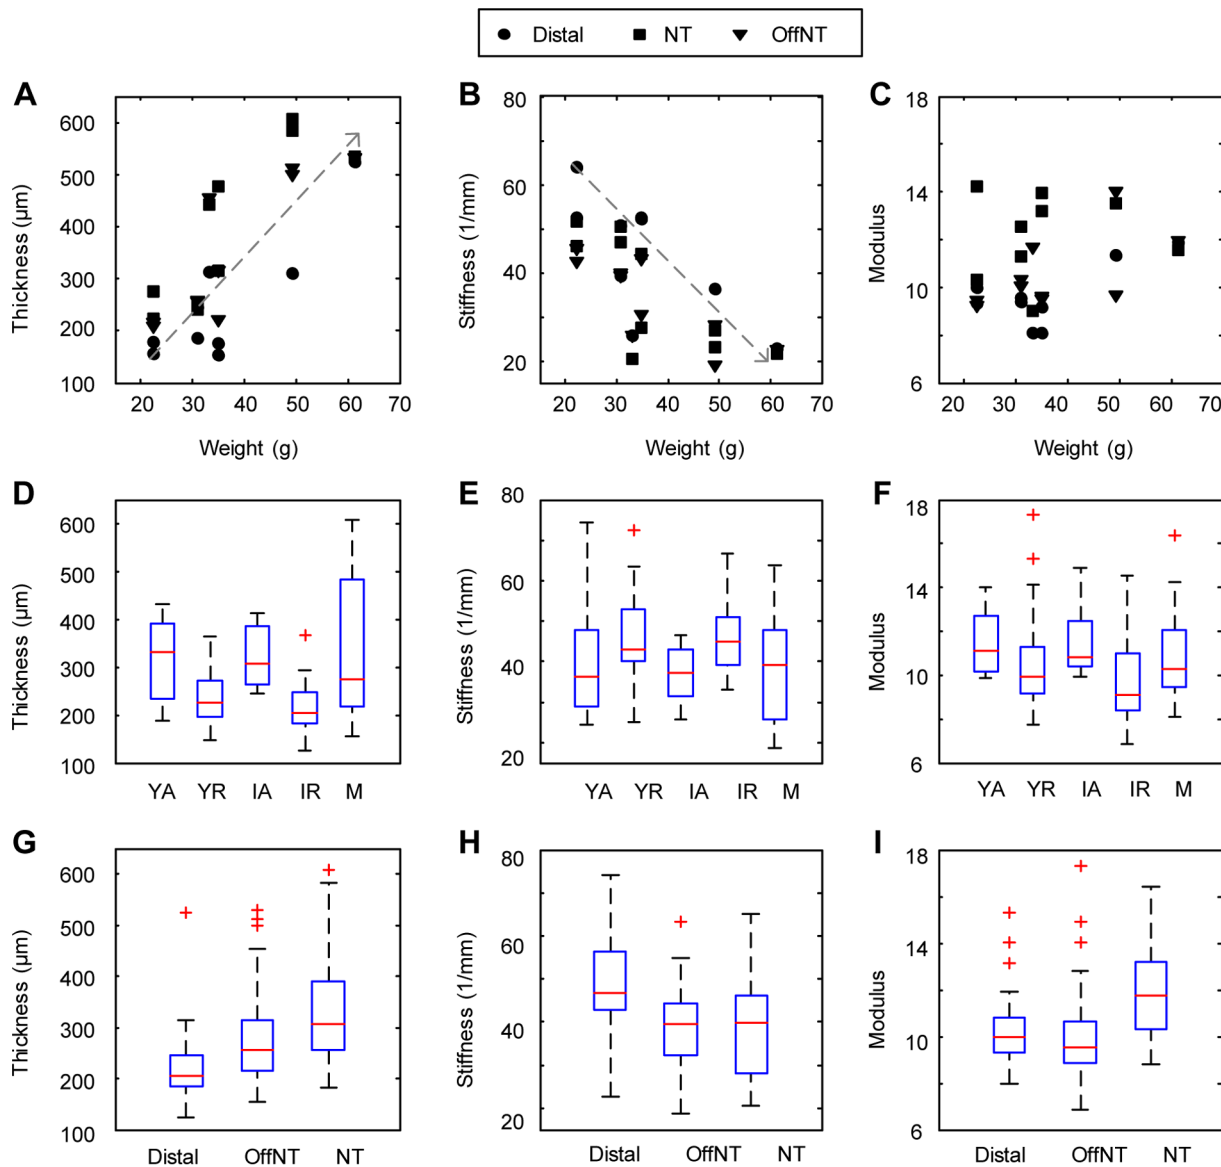 Distal NT OffNT
A B C
Thickness (µm)
600
500
400
300
200
100
20 30 40 50 60 70
Weight (g)
Stiffness (1/mm)
80
60
40
20
20 30 40 50 60 70
Weight (g)
Modulus
18
14
10
6
20 30 40 50 60 70
Weight (g)
D E F
Thickness (µm)
600
500
400
300
200
100
YA YR IA IR M
Stiffness (1/mm)
80
60
40
20
YA YR IA IR M
Modulus
18
14
10
6
YA YR IA IR M
G H I
Thickness (µm)
600
500
400
300
200
100
Distal OffNT NT
Stiffness (1/mm)
80
60
40
20
Distal OffNT NT
Modulus
18
14
10
6
Distal OffNT NT